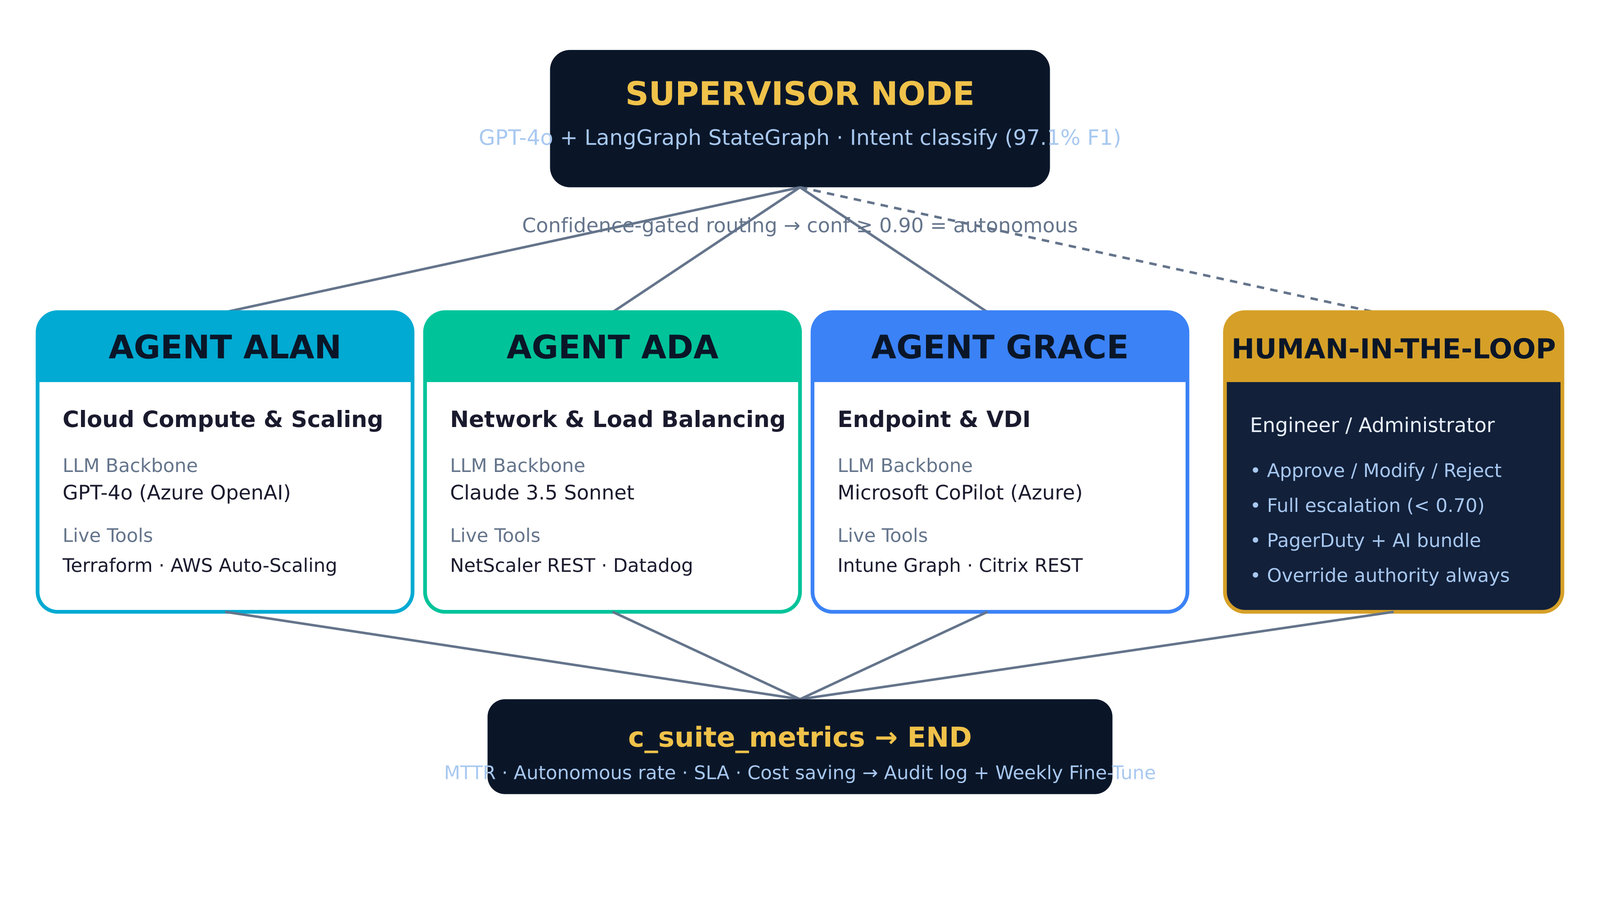 SUPERVISOR NODE
GPT-4o + LangGraph StateGraph · Intent classify (97.1% F1)
Confidence-gated routing → conf ≥ 0.90 = autonomous
AGENT ALAN
Cloud Compute & Scaling
LLM Backbone
GPT-4o (Azure OpenAI)
Live Tools
Terraform · AWS Auto-Scaling
AGENT ADA
Network & Load Balancing
LLM Backbone
Claude 3.5 Sonnet
Live Tools
NetScaler REST · Datadog
AGENT GRACE
Endpoint & VDI
LLM Backbone
Microsoft CoPilot (Azure)
Live Tools
Intune Graph · Citrix REST
HUMAN-IN-THE-LOOP
Engineer / Administrator
• Approve / Modify / Reject
• Full escalation (< 0.70)
• PagerDuty + AI bundle
• Override authority always
c_suite_metrics → END
MTTR · Autonomous rate · SLA · Cost saving → Audit log + Weekly Fine-Tune